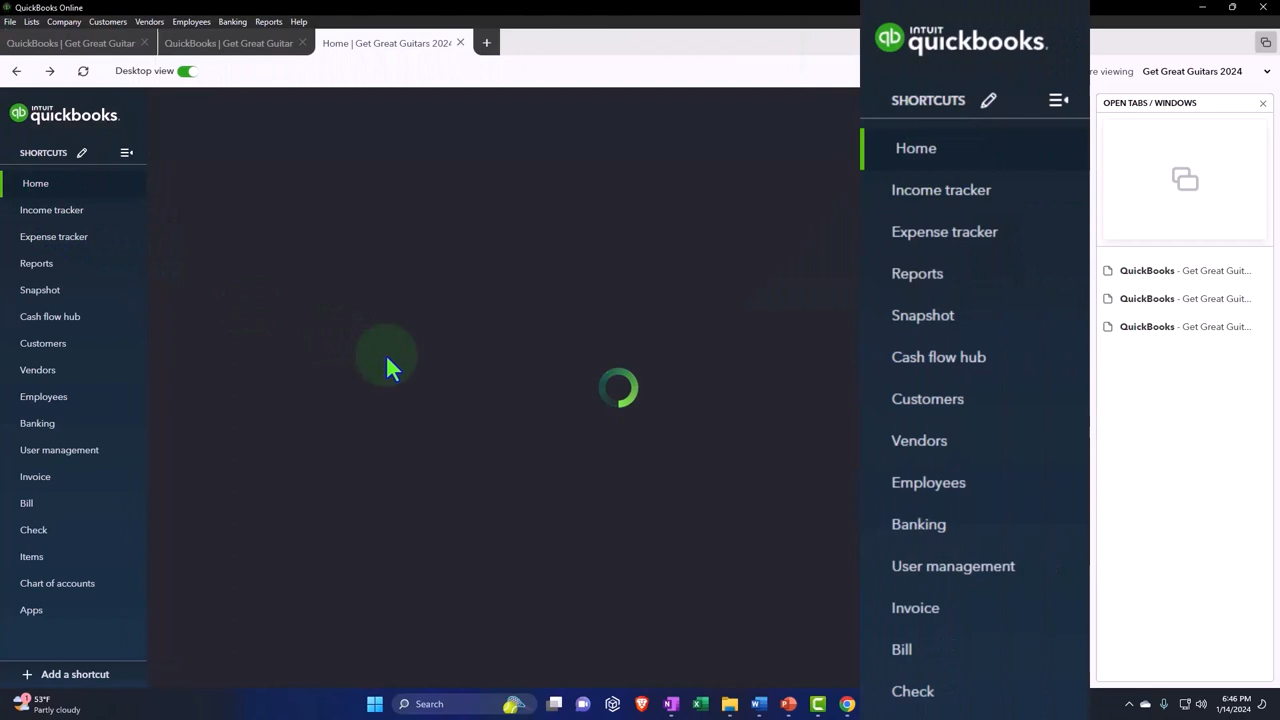 QuickBooks Online
File Lists Company Customers Vendors Employees Banking Reports Help
QuickBooks | Get Great Guitar
QuickBooks | Get Great Guitar
Home | Get Great Guitars 2024
Desktop view
INTUIT
quickbooks.
SHORTCUTS
Home
Income tracker
Expense tracker
Reports
Snapshot
Cash flow hub
Customers
Vendors
Employees
Banking
User management
Invoice
Bill
Check
Items
Chart of accounts
Apps
Add a shortcut
INTUIT
quickbooks.
SHORTCUTS
Home
Income tracker
Expense tracker
Reports
Snapshot
Cash flow hub
Customers
Vendors
Employees
Banking
User management
Invoice
Bill
Check
re viewing Get Great Guitars 2024
OPEN TABS / WINDOWS
QuickBooks - Get Great Guit...
QuickBooks - Get Great Guit...
QuickBooks - Get Great Guit...
53°F
Partly cloudy
Search
6:46 PM
1/14/2024